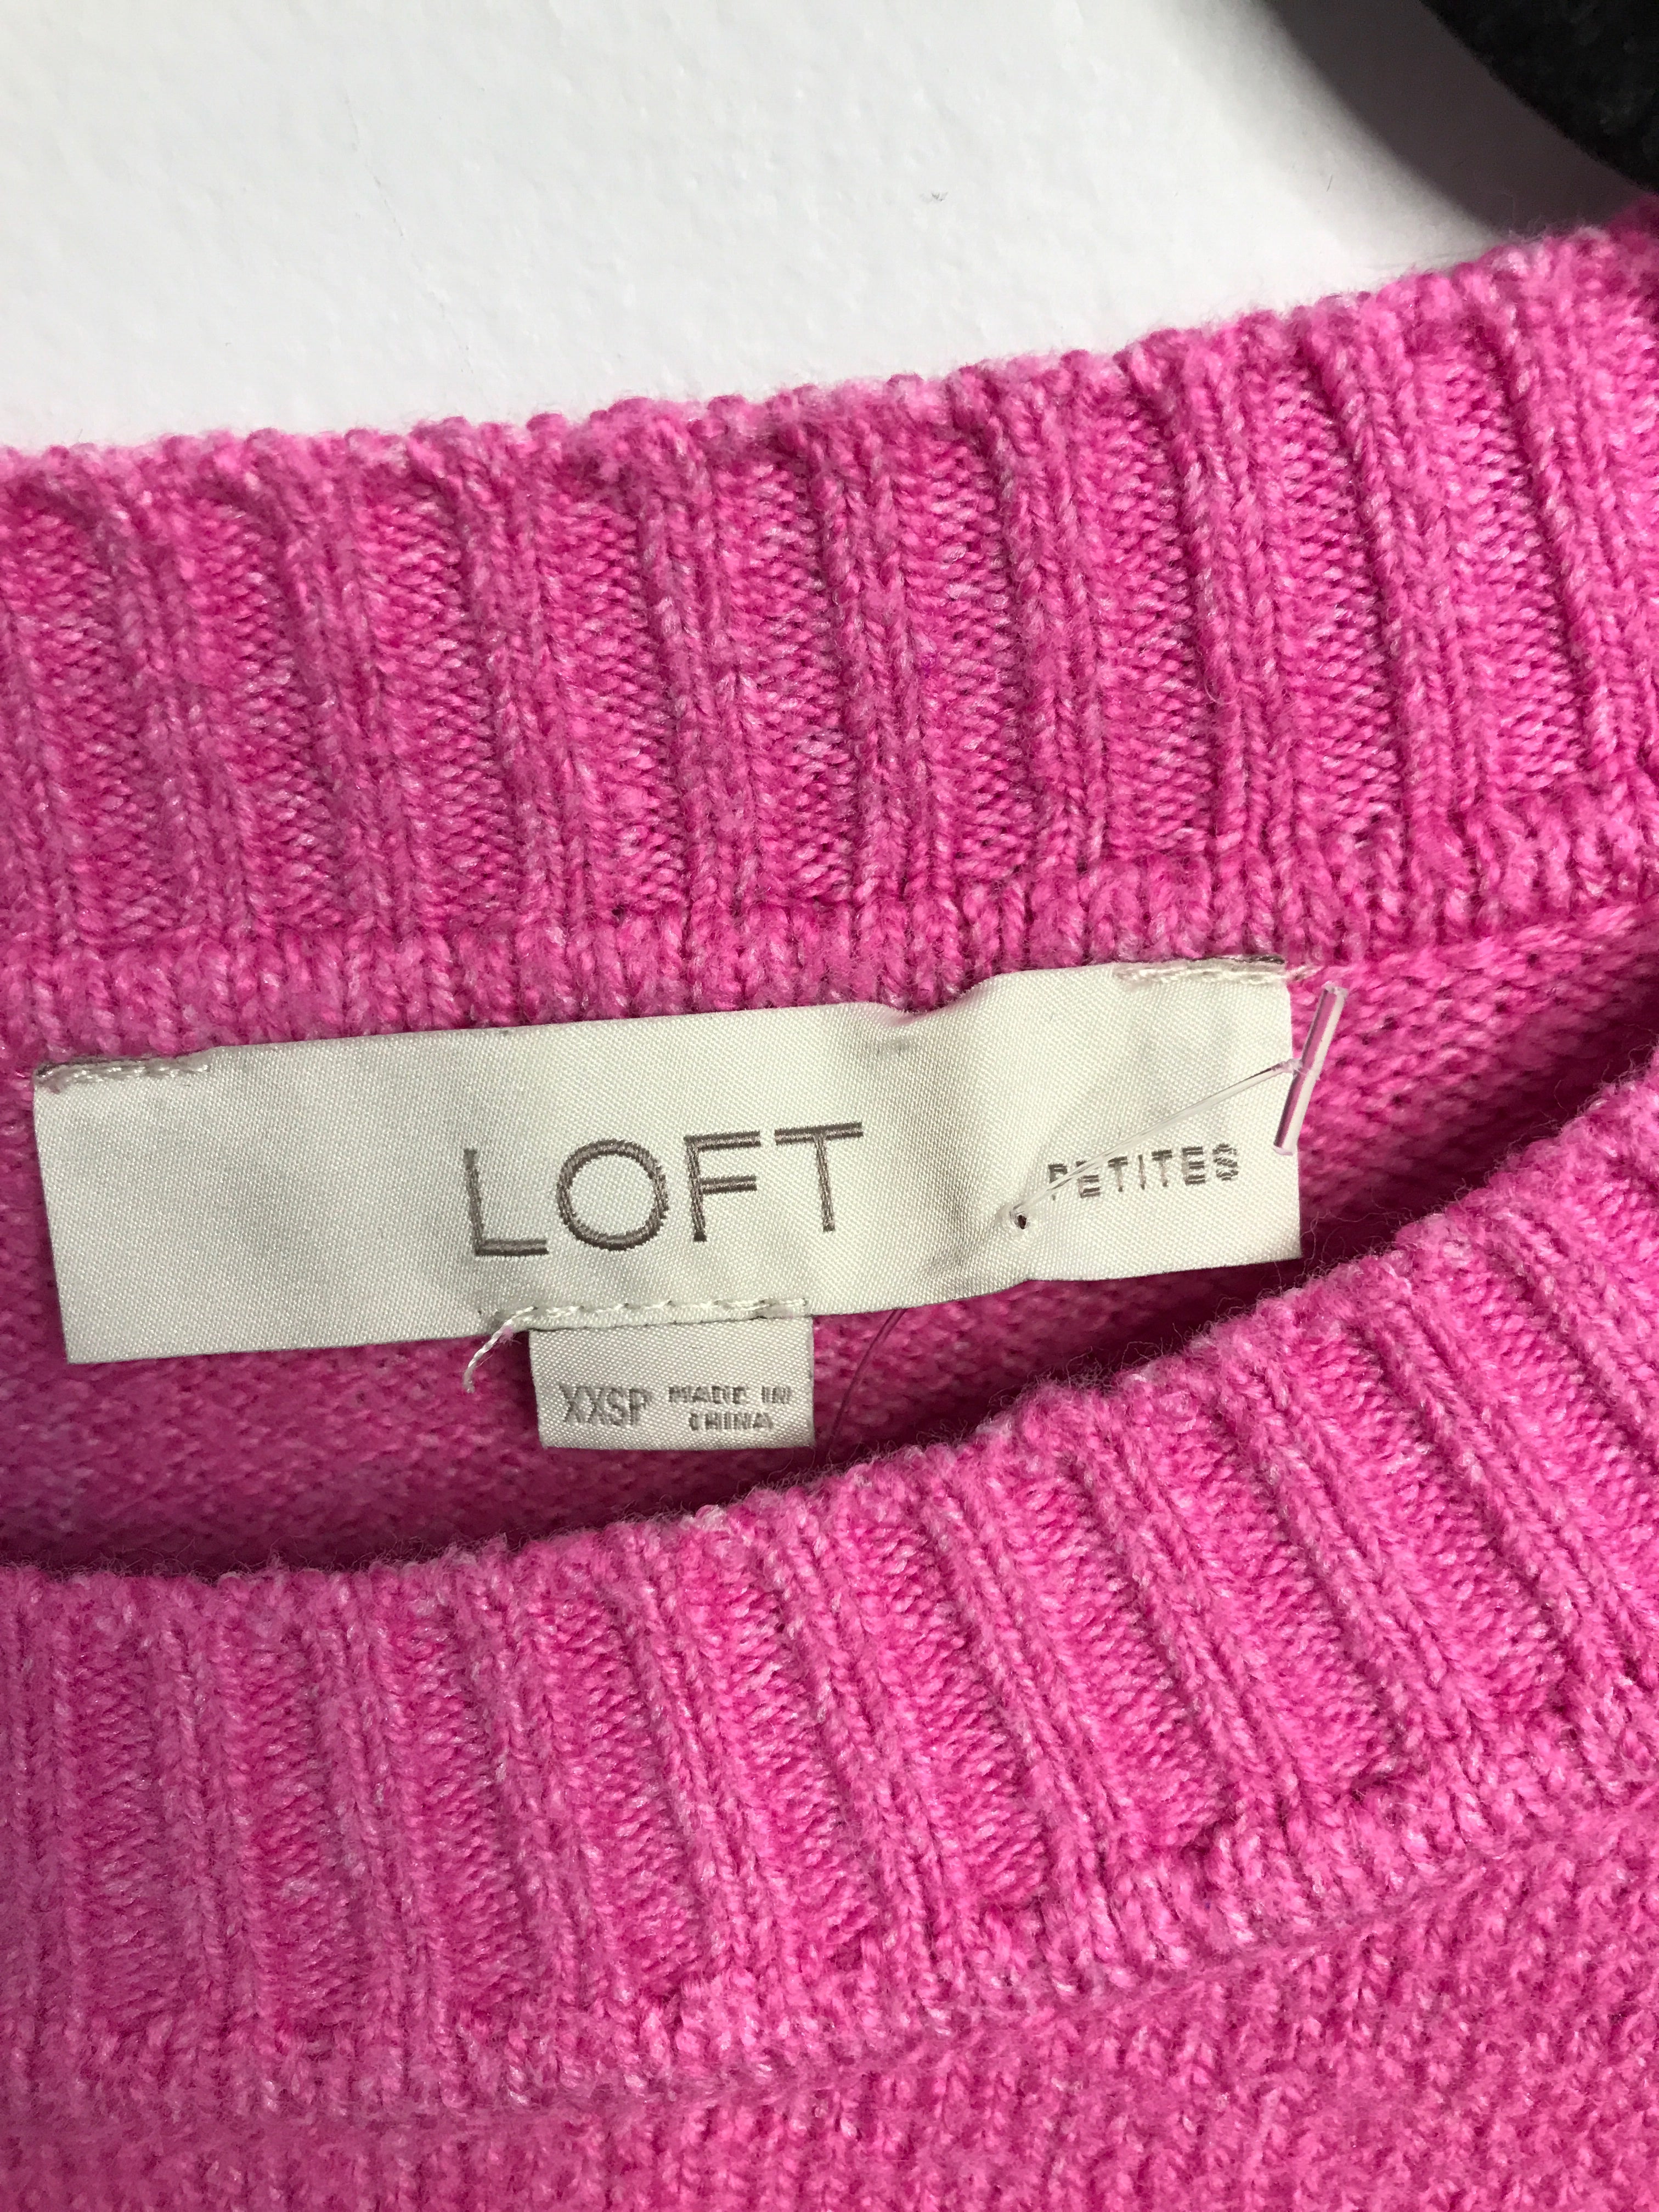 LOFT PETITES
XXSP MADE IN
CHINA